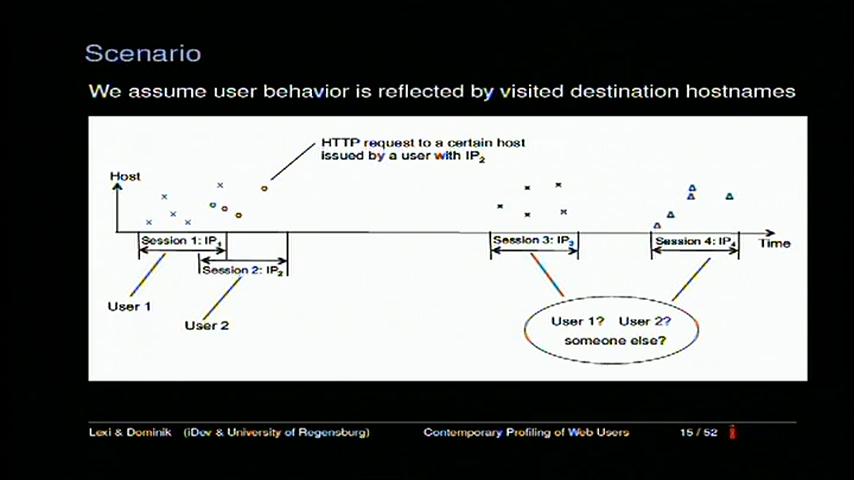 Scenario
We assume user behavior is reflected by visited destination hostnames
HTTP request to a certain host
issued by a user with IP₂
Host
Session 1: IP₁
Session 2: IP₂
Session 3: IP₃
Session 4: IP₄
Time
User 1
User 2
User 1? User 2?
someone else?
Lexi & Dominik (iDev & University of Regensburg) Contemporary Profiling of Web Users 15 / 52